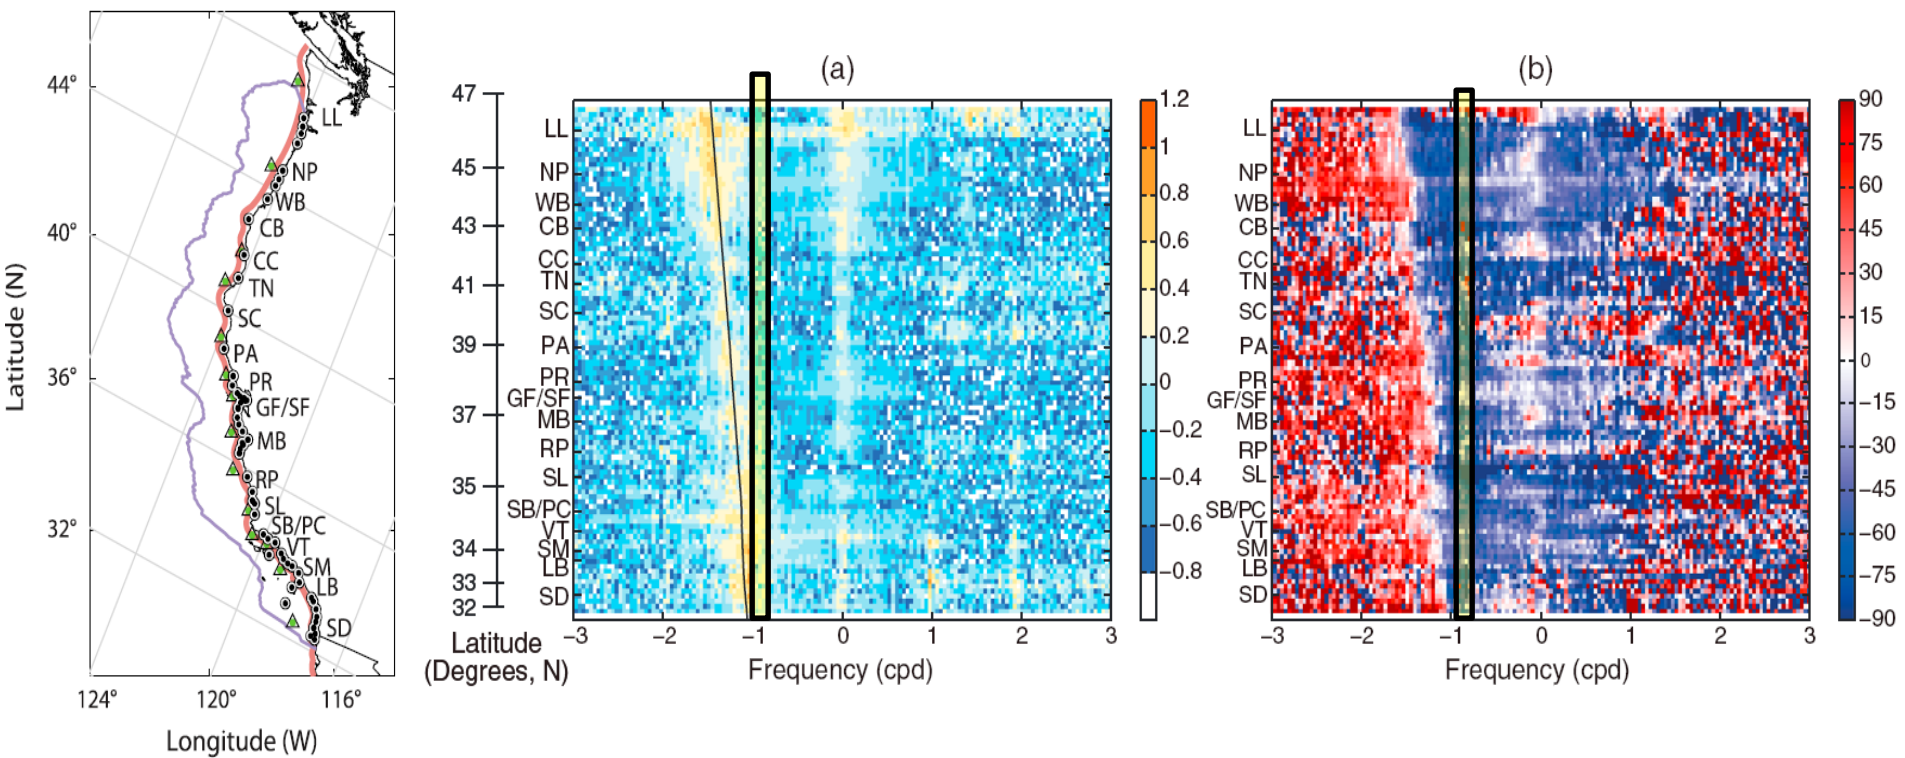 44°
40°
36°
32°
Latitude (N)
124°
120°
116°
Longitude (W)
LL
NP
WB
CB
CC
TN
SC
PA
PR
GF/SF
MB
RP
SL
SB/PC
VT
SM
LB
SD
(a)
47
45
43
41
39
37
35
34
33
32
Latitude
(Degrees, N)
LL
NP
WB
CB
CC
TN
SC
PA
PR
GF/SF
MB
RP
SL
SB/PC
VT
SM
LB
SD
−3
−2
−1
0
1
2
3
Frequency (cpd)
1.2
1
0.8
0.6
0.4
0.2
0
−0.2
−0.4
−0.6
−0.8
(b)
LL
NP
WB
CB
CC
TN
SC
PA
PR
GF/SF
MB
RP
SL
SB/PC
VT
SM
LB
SD
−3
−2
−1
0
1
2
3
Frequency (cpd)
90
75
60
45
30
15
0
−15
−30
−45
−60
−75
−90